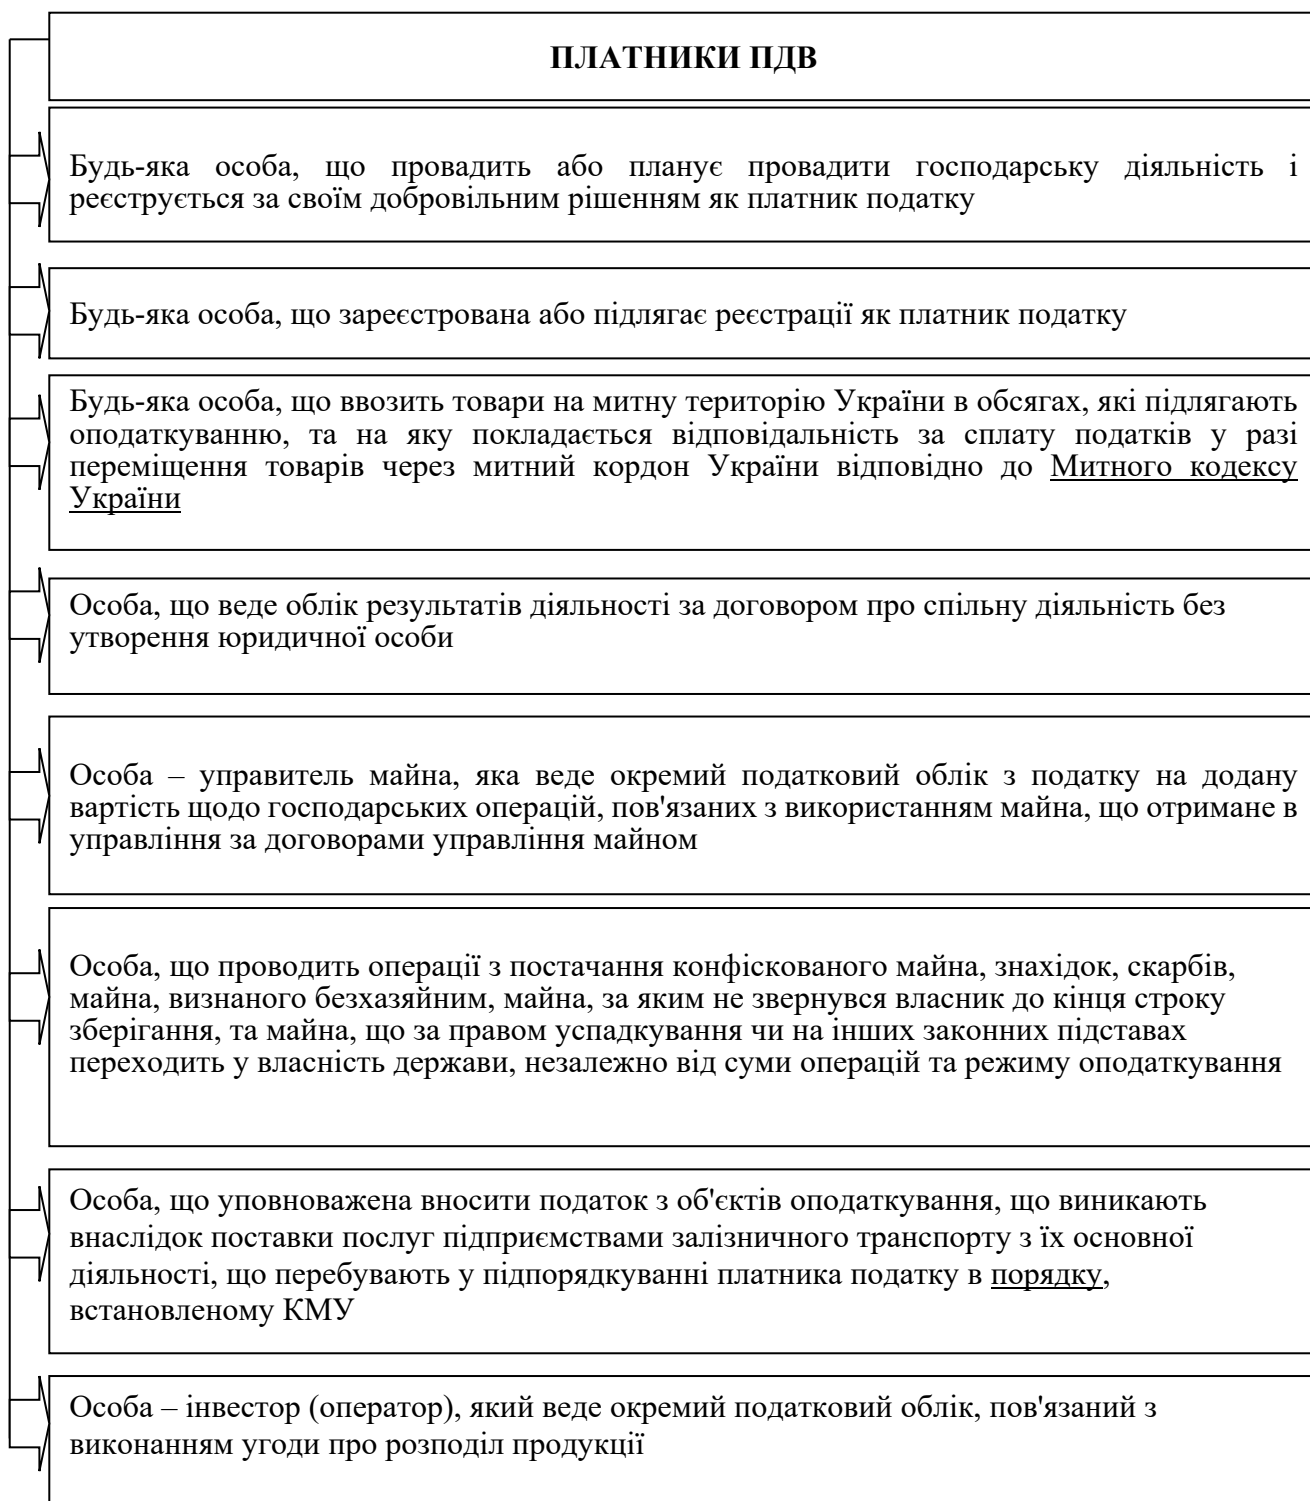 ПЛАТНИКИ ПДВ
Будь-яка особа, що провадить або планує провадити господарську діяльність і
реєструється за своїм добровільним рішенням як платник податку
Будь-яка особа, що зареєстрована або підлягає реєстрації як платник податку
Будь-яка особа, що ввозить товари на митну територію України в обсягах, які підлягають
оподаткуванню, та на яку покладається відповідальність за сплату податків у разі
переміщення товарів через митний кордон України відповідно до Митного кодексу
України
Особа, що веде облік результатів діяльності за договором про спільну діяльність без
утворення юридичної особи
Особа – управитель майна, яка веде окремий податковий облік з податку на додану
вартість щодо господарських операцій, пов'язаних з використанням майна, що отримане в
управління за договорами управління майном
Особа, що проводить операції з постачання конфіскованого майна, знахідок, скарбів,
майна, визнаного безхазяйним, майна, за яким не звернувся власник до кінця строку
зберігання, та майна, що за правом успадкування чи на інших законних підставах
переходить у власність держави, незалежно від суми операцій та режиму оподаткування
Особа, що уповноважена вносити податок з об'єктів оподаткування, що виникають
внаслідок поставки послуг підприємствами залізничного транспорту з їх основної
діяльності, що перебувають у підпорядкуванні платника податку в порядку,
встановленому КМУ
Особа – інвестор (оператор), який веде окремий податковий облік, пов'язаний з
виконанням угоди про розподіл продукції